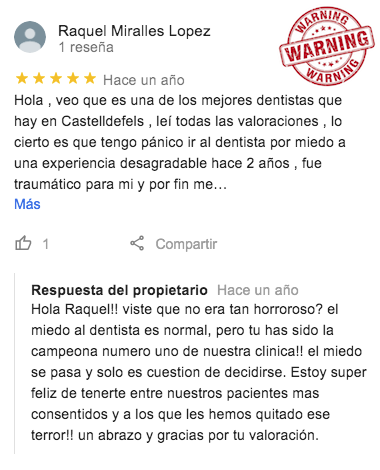 Raquel Miralles Lopez
1 reseña
WARNING
WARNING
WARNING
Hace un año
Hola , veo que es una de los mejores dentistas que
hay en Castelldefels , leí todas las valoraciones , lo
cierto es que tengo pánico ir al dentista por miedo a
una experiencia desagradable hace 2 años , fue
traumático para mi y por fin me…
Más
1
Compartir
Respuesta del propietario Hace un año
Hola Raquel!! viste que no era tan horroroso? el
miedo al dentista es normal, pero tu has sido la
campeona numero uno de nuestra clinica!! el miedo
se pasa y solo es cuestion de decidirse. Estoy super
feliz de tenerte entre nuestros pacientes mas
consentidos y a los que les hemos quitado ese
terror!! un abrazo y gracias por tu valoración.